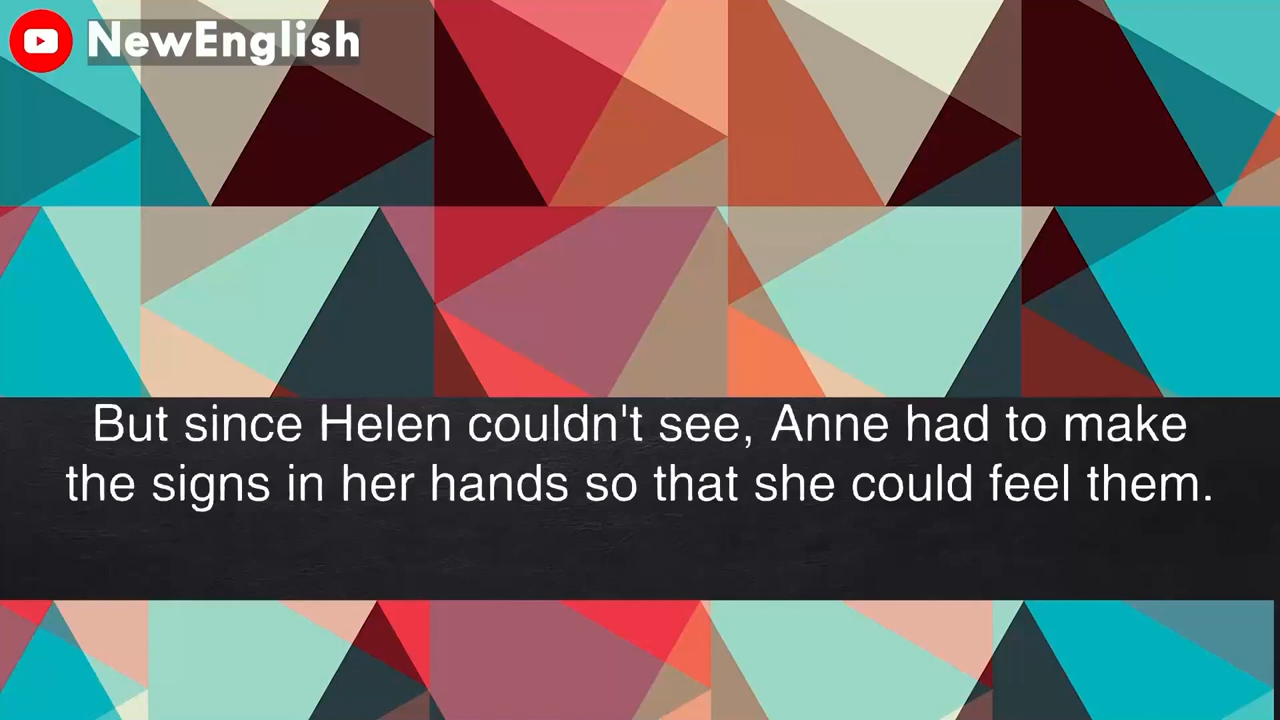 NewEnglish
But since Helen couldn't see, Anne had to make
the signs in her hands so that she could feel them.